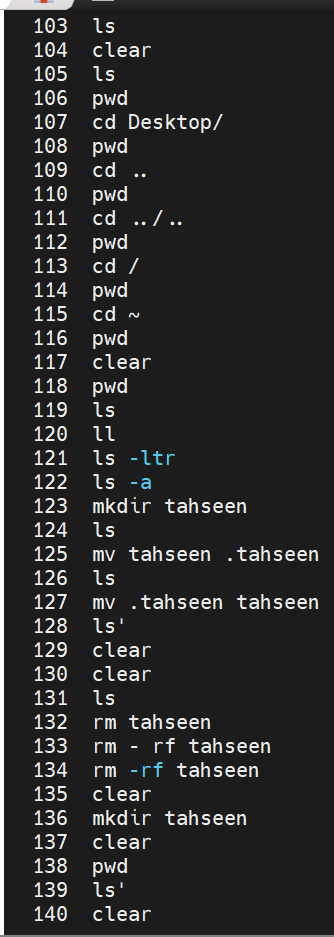 103 ls
104 clear
105 ls
106 pwd
107 cd Desktop/
108 pwd
109 cd ..
110 pwd
111 cd ../..
112 pwd
113 cd /
114 pwd
115 cd ~
116 pwd
117 clear
118 pwd
119 ls
120 ll
121 ls -ltr
122 ls -a
123 mkdir tahseen
124 ls
125 mv tahseen .tahseen
126 ls
127 mv .tahseen tahseen
128 ls'
129 clear
130 clear
131 ls
132 rm tahseen
133 rm - rf tahseen
134 rm -rf tahseen
135 clear
136 mkdir tahseen
137 clear
138 pwd
139 ls'
140 clear